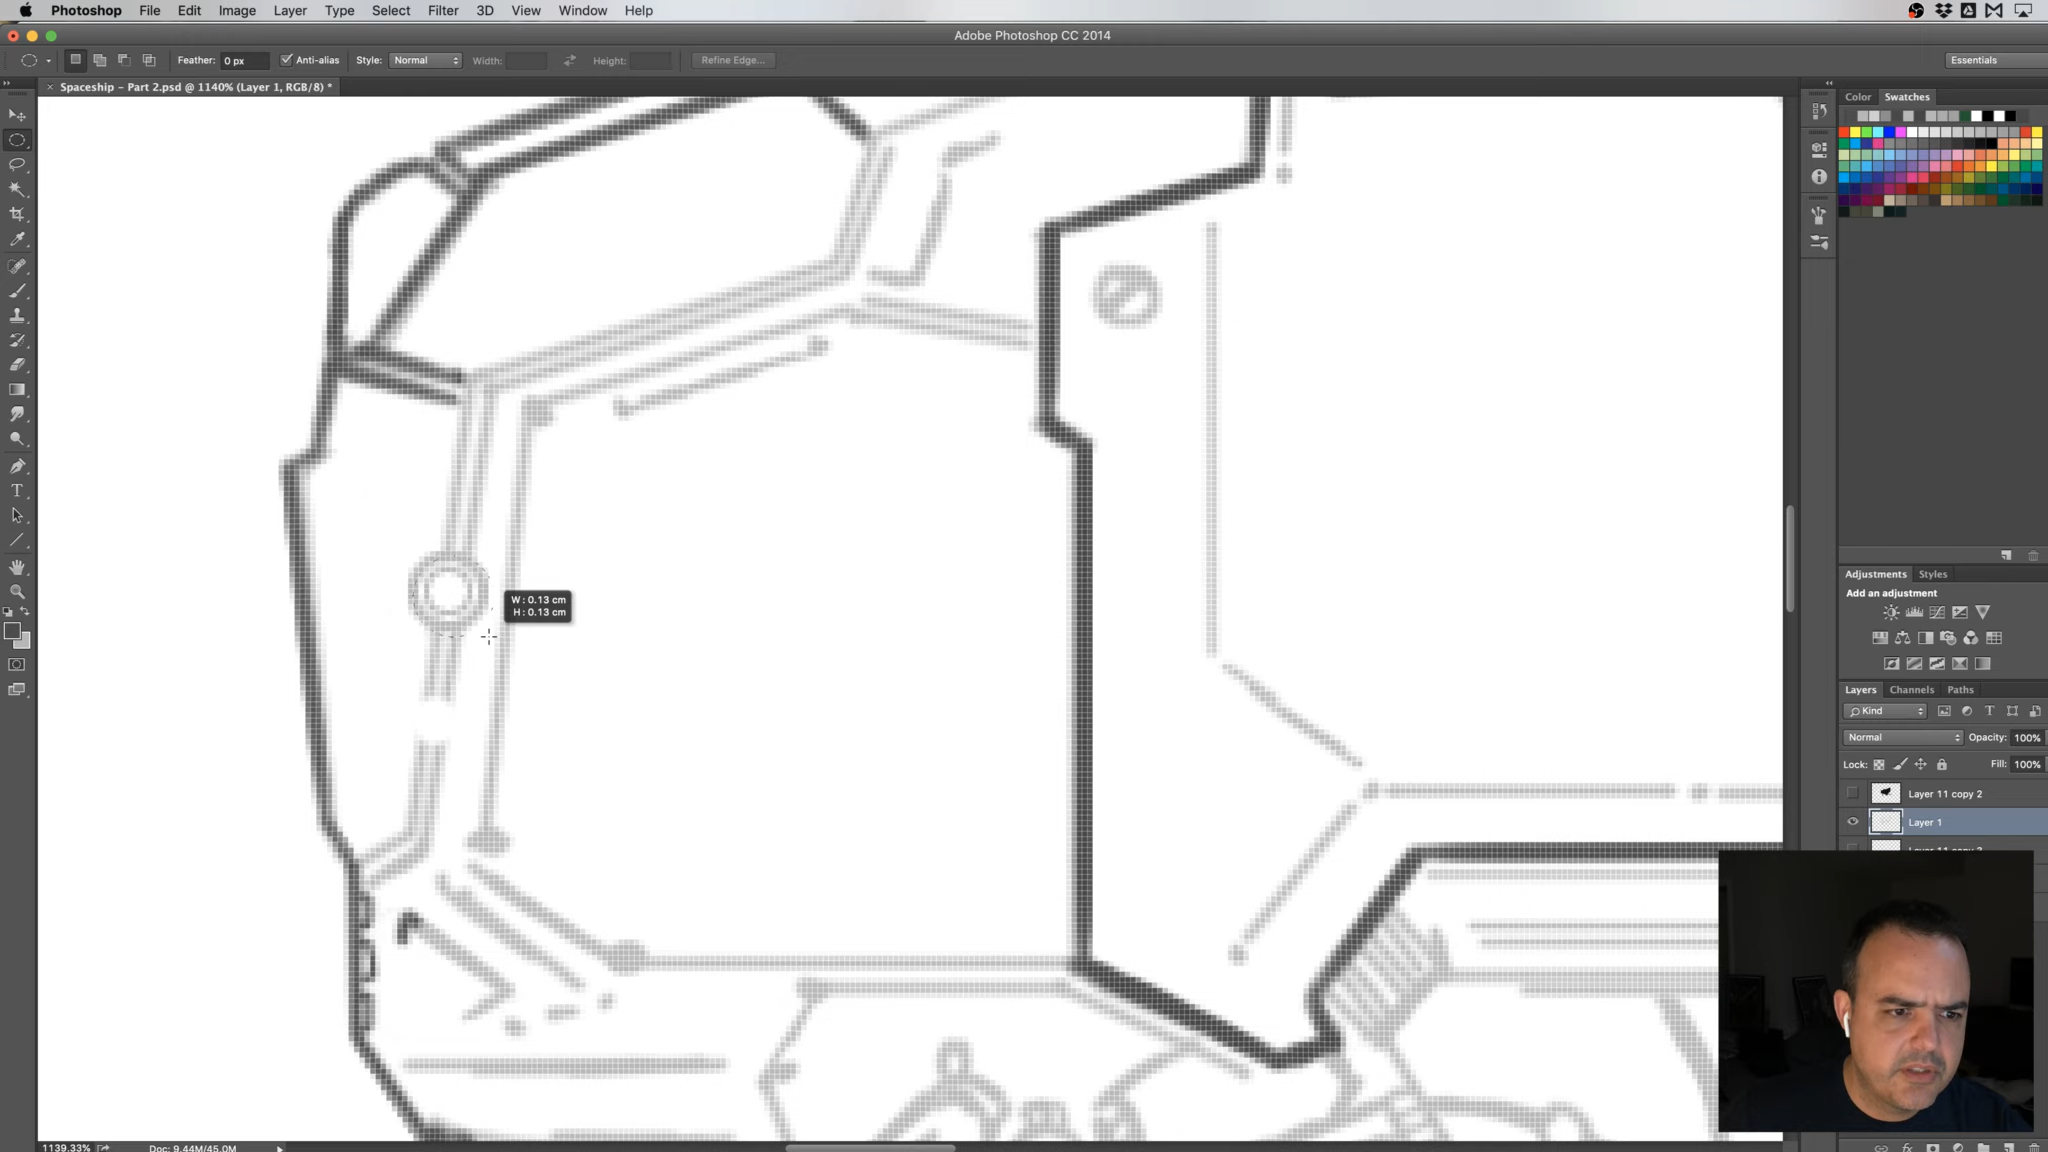 Photoshop File Edit Image Layer Type Select Filter 3D View Window Help
Adobe Photoshop CC 2014
Feather: 0 px Anti-alias Style: Normal Width: Height: Refine Edge... Essentials
× Spaceship – Part 2.psd @ 1140% (Layer 1, RGB/8) *
Color Swatches
W : 0.13 cm
H : 0.13 cm
Adjustments Styles
Add an adjustment
Layers Channels Paths
Kind
Normal Opacity: 100%
Lock: Fill: 100%
Layer 11 copy 2
Layer 1
1139.33% Doc: 9.44M/45.0M